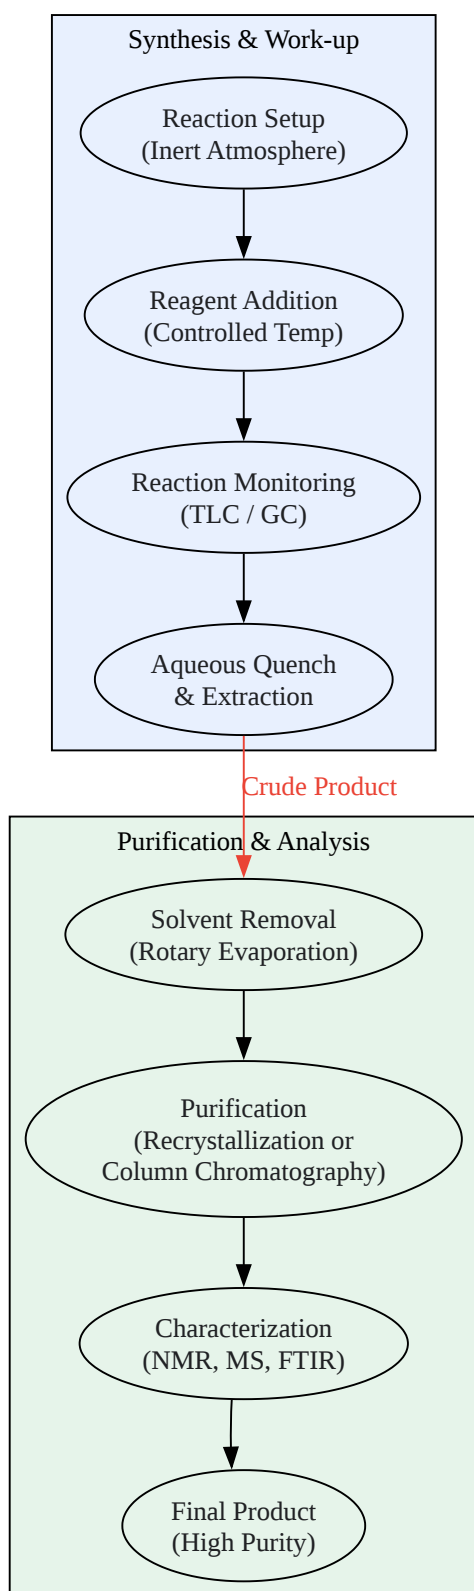 Synthesis & Work-up
Reaction Setup
(Inert Atmosphere)
Reagent Addition
(Controlled Temp)
Reaction Monitoring
(TLC / GC)
Aqueous Quench
& Extraction
Crude Product
Purification & Analysis
Solvent Removal
(Rotary Evaporation)
Purification
(Recrystallization or
Column Chromatography)
Characterization
(NMR, MS, FTIR)
Final Product
(High Purity)